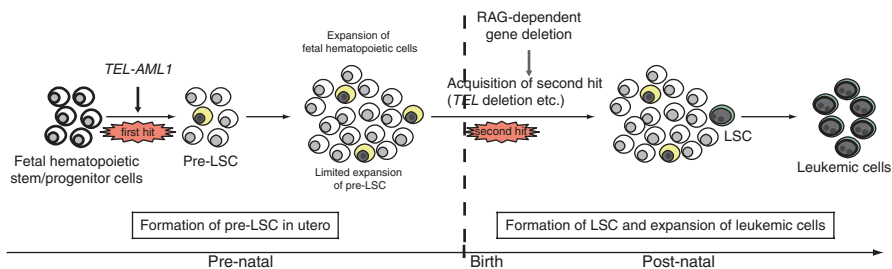 RAG-dependent
gene deletion
Expansion of
fetal hematopoietic cells
TEL-AML1
Acquisition of second hit
(TEL deletion etc.)
first hit
second hit
LSC
Fetal hematopoietic
stem/progenitor cells
Pre-LSC
Limited expansion
of pre-LSC
Leukemic cells
Formation of pre-LSC in utero
Formation of LSC and expansion of leukemic cells
Pre-natal
Birth
Post-natal